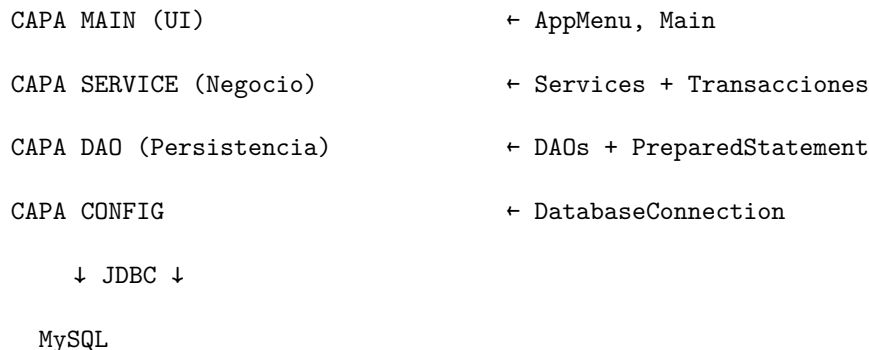 CAPA MAIN (UI) ← AppMenu, Main
CAPA SERVICE (Negocio) ← Services + Transacciones
CAPA DAO (Persistencia) ← DAOs + PreparedStatement
CAPA CONFIG ← DatabaseConnection
↓ JDBC ↓
MySQL